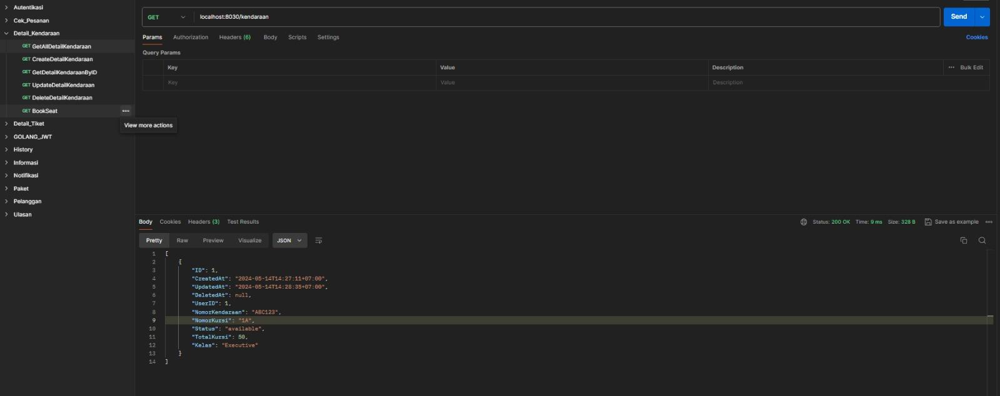 Autentikasi
Cek_Pesanan
Detail_Kendaraan
GET GetAllDetailKendaraan
GET CreateDetailKendaraan
GET GetDetailKendaraanByID
GET UpdateDetailKendaraan
GET DeleteDetailKendaraan
GET BookSeat
View more actions
Detail_Tiket
GOLANG_JWT
History
Informasi
Notifikasi
Paket
Pelanggan
Ulasan
GET localhost:8030/kendaraan Send
Params Authorization Headers (6) Body Scripts Settings Cookies
Query Params
Key Value Description Bulk Edit
Key Value Description
Body Cookies Headers (3) Test Results Status: 200 OK Time: 9 ms Size: 328 B Save as example
Pretty Raw Preview Visualize JSON
1 [
2 {
3 "ID": 1,
4 "CreatedAt": "2024-05-14T14:27:11+07:00",
5 "UpdatedAt": "2024-05-14T14:28:35+07:00",
6 "DeletedAt": null,
7 "UserID": 1,
8 "NomorKendaraan": "ABC123",
9 "NomorKursi": "1A",
10 "Status": "available",
11 "TotalKursi": 50,
12 "Kelas": "Executive"
13 }
14 ]